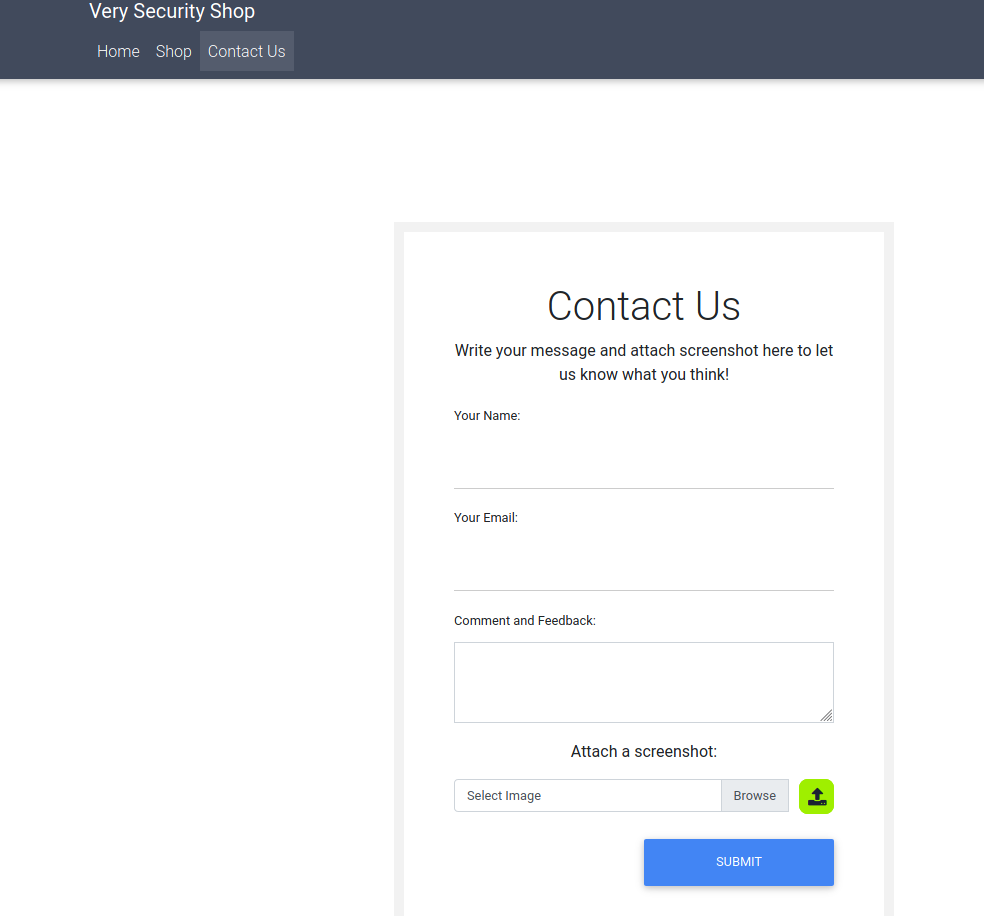 Very Security Shop
Home Shop Contact Us
Contact Us
Write your message and attach screenshot here to let
us know what you think!
Your Name:
Your Email:
Comment and Feedback:
Attach a screenshot:
Select Image Browse
SUBMIT